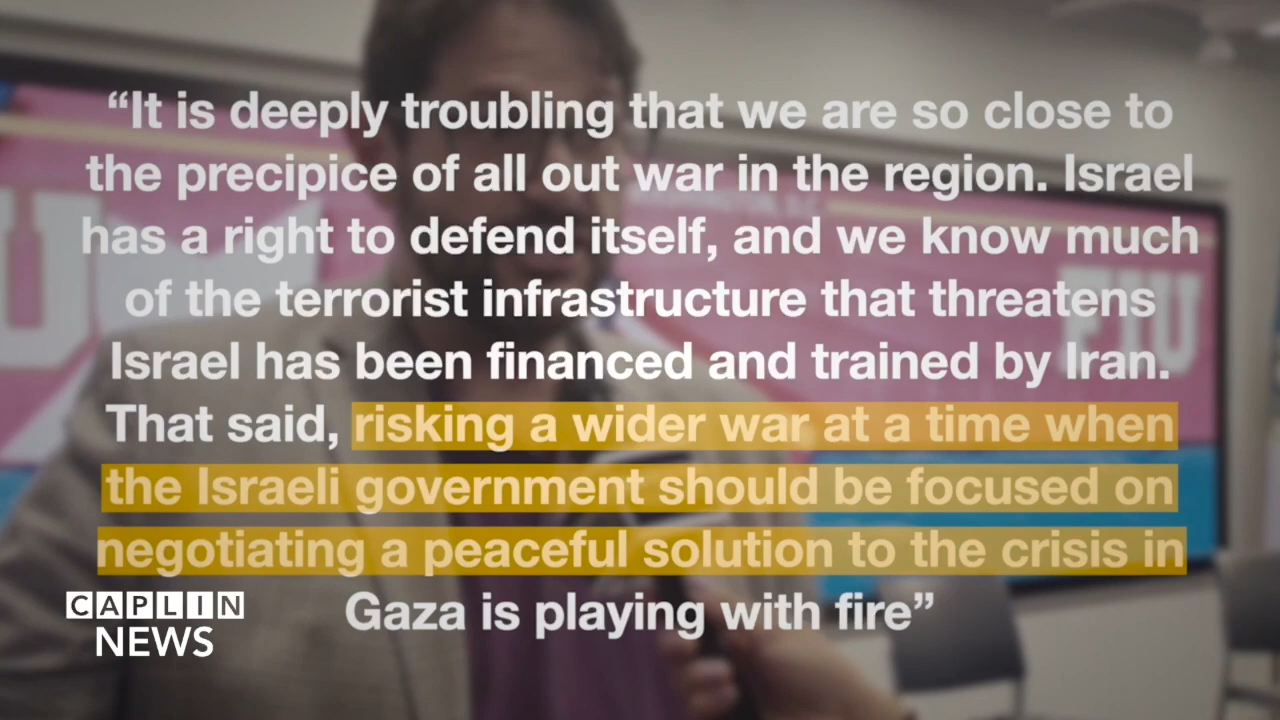 “It is deeply troubling that we are so close to
the precipice of all out war in the region. Israel
has a right to defend itself, and we know much
of the terrorist infrastructure that threatens
Israel has been financed and trained by Iran.
That said, risking a wider war at a time when
the Israeli government should be focused on
negotiating a peaceful solution to the crisis in
Gaza is playing with fire”
CAPLIN
NEWS
FIU